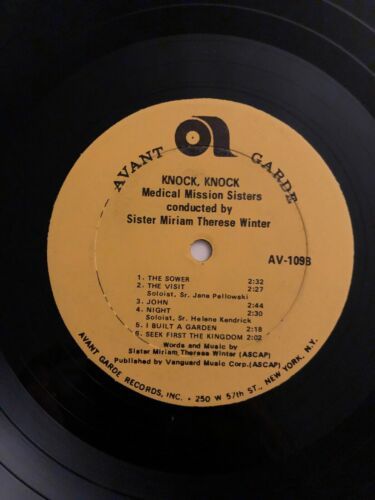 AVANT GARDE
KNOCK, KNOCK
Medical Mission Sisters
conducted by
Sister Miriam Therese Winter
AV-109B
1. THE SOWER 2:32
2. THE VISIT 2:27
Soloist, Sr. Jane Pellowski
3. JOHN 2:44
4. NIGHT 2:30
Soloist, Sr. Helene Kendrick
5. I BUILT A GARDEN 2:18
6. SEEK FIRST THE KINGDOM 2:02
Words and Music by
Sister Miriam Therese Winter (ASCAP)
Published by Vanguard Music Corp.(ASCAP)
AVANT GARDE RECORDS, INC. • 250 W 57th ST., NEW YORK, N.Y.